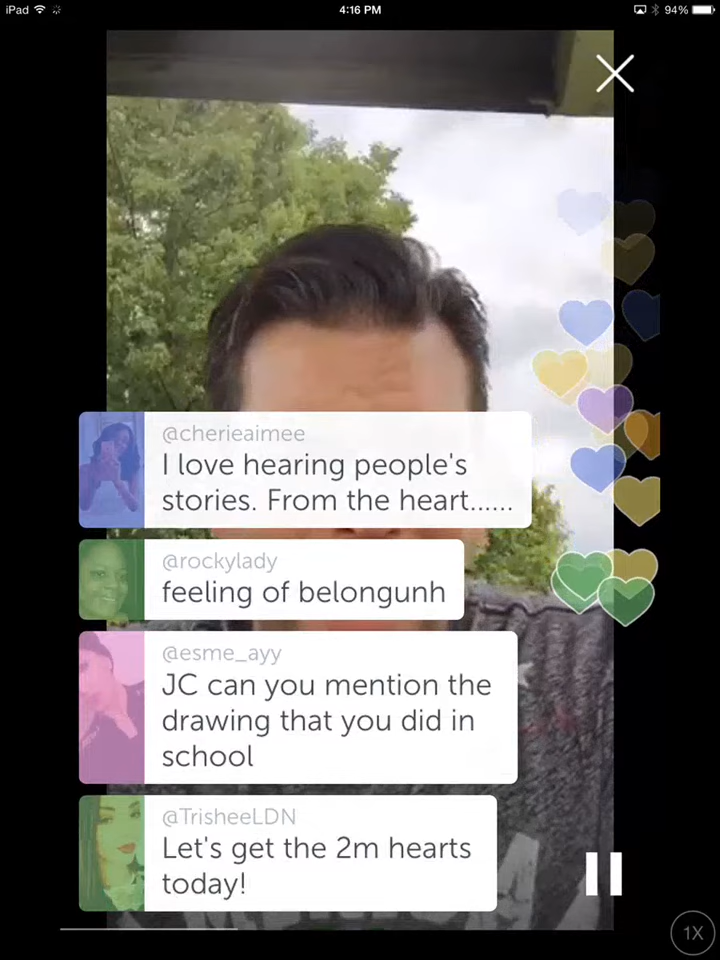 iPad
4:16 PM
94%
@cherieaimee
I love hearing people's
stories. From the heart......
@rockylady
feeling of belongunh
@esme_ayy
JC can you mention the
drawing that you did in
school
@TrisheeLDN
Let's get the 2m hearts
today!
1X